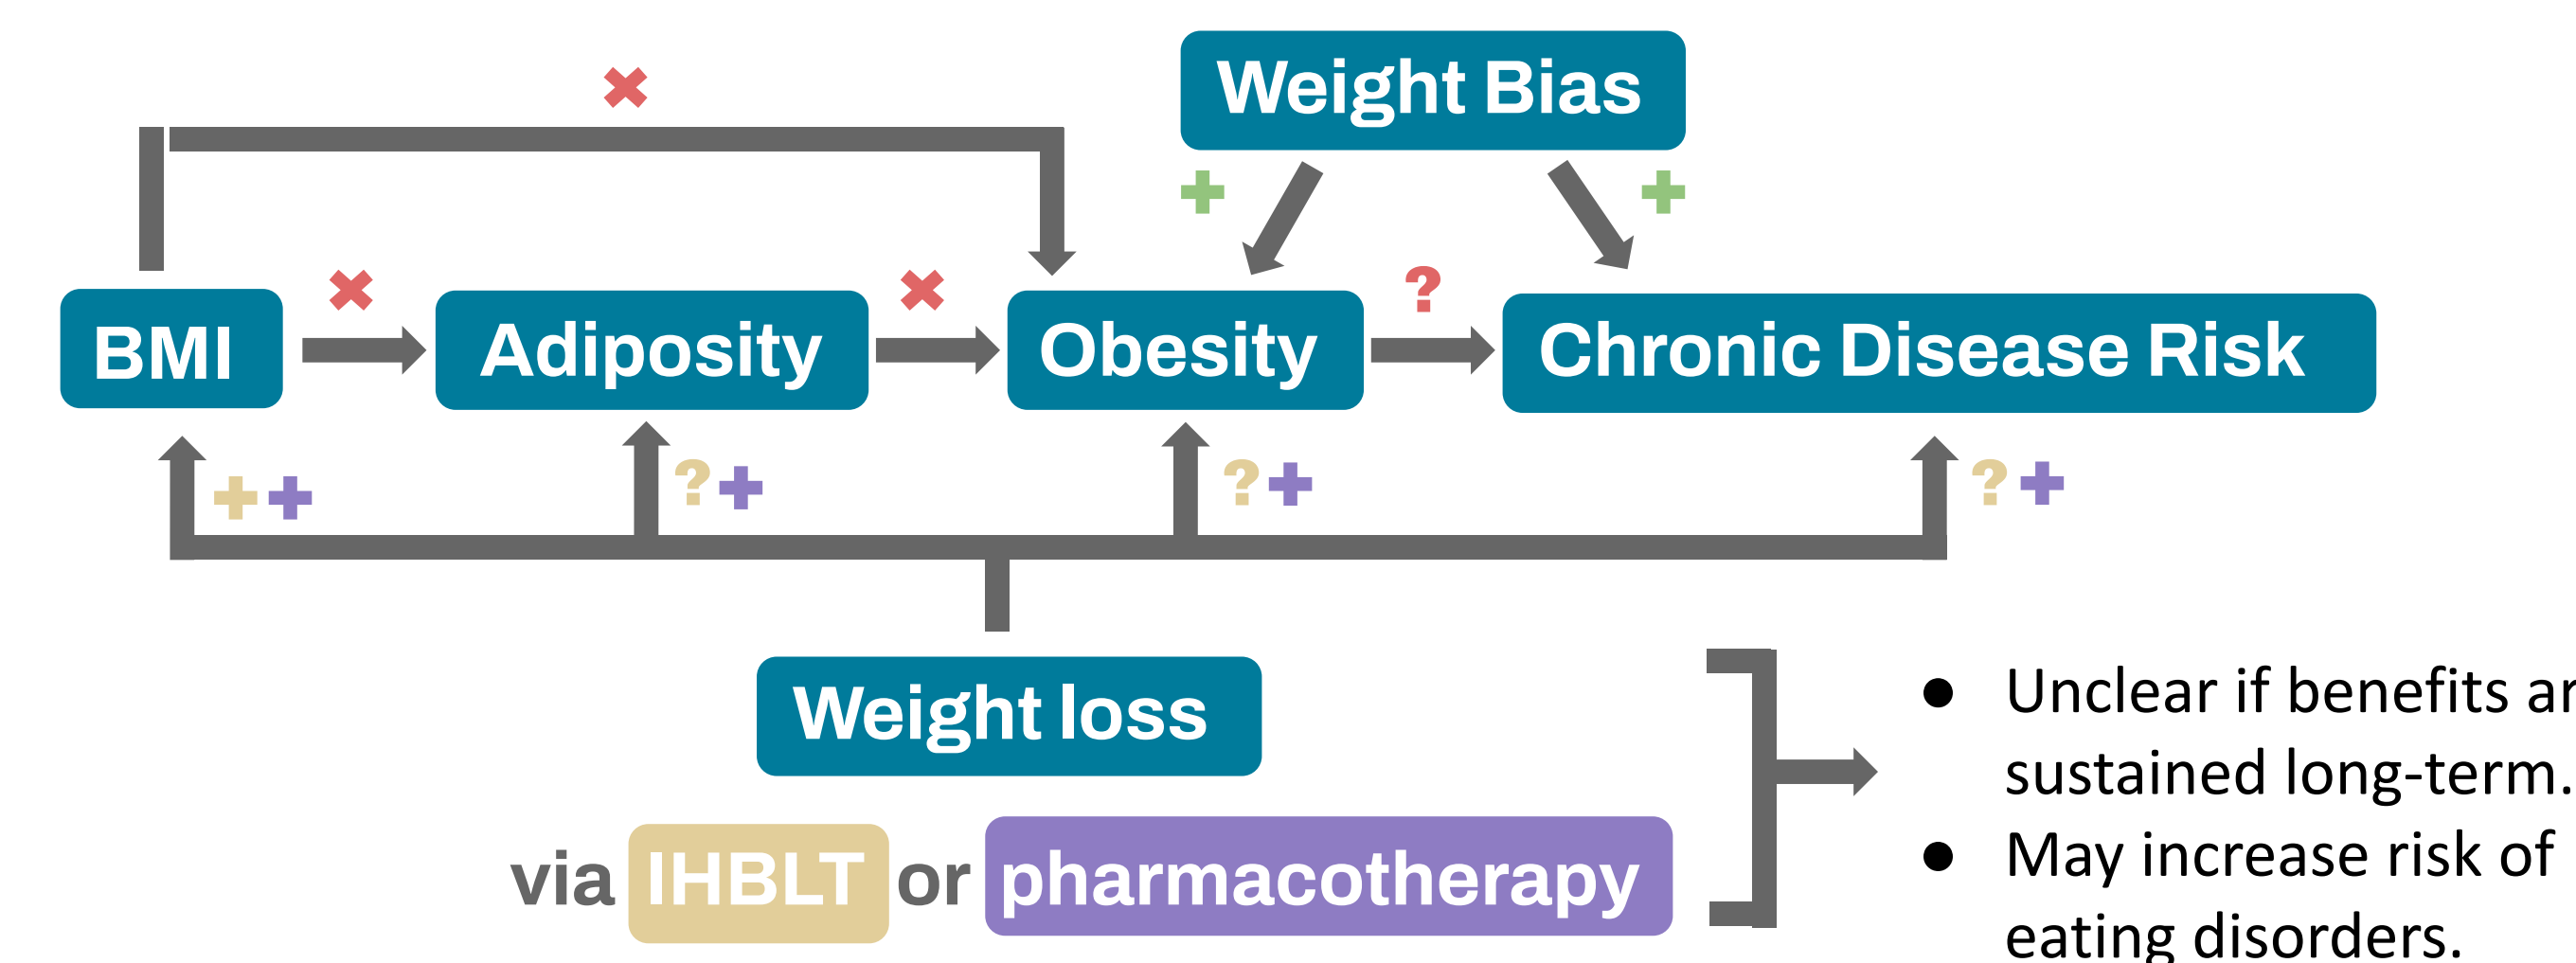 Weight Bias
BMI
Adiposity
Obesity
Chronic Disease Risk
+ +
?+
?+
?+
Weight loss
via IHBLT or pharmacotherapy
● Unclear if benefits
sustained long-term.
● May increase risk of
eating disorders.